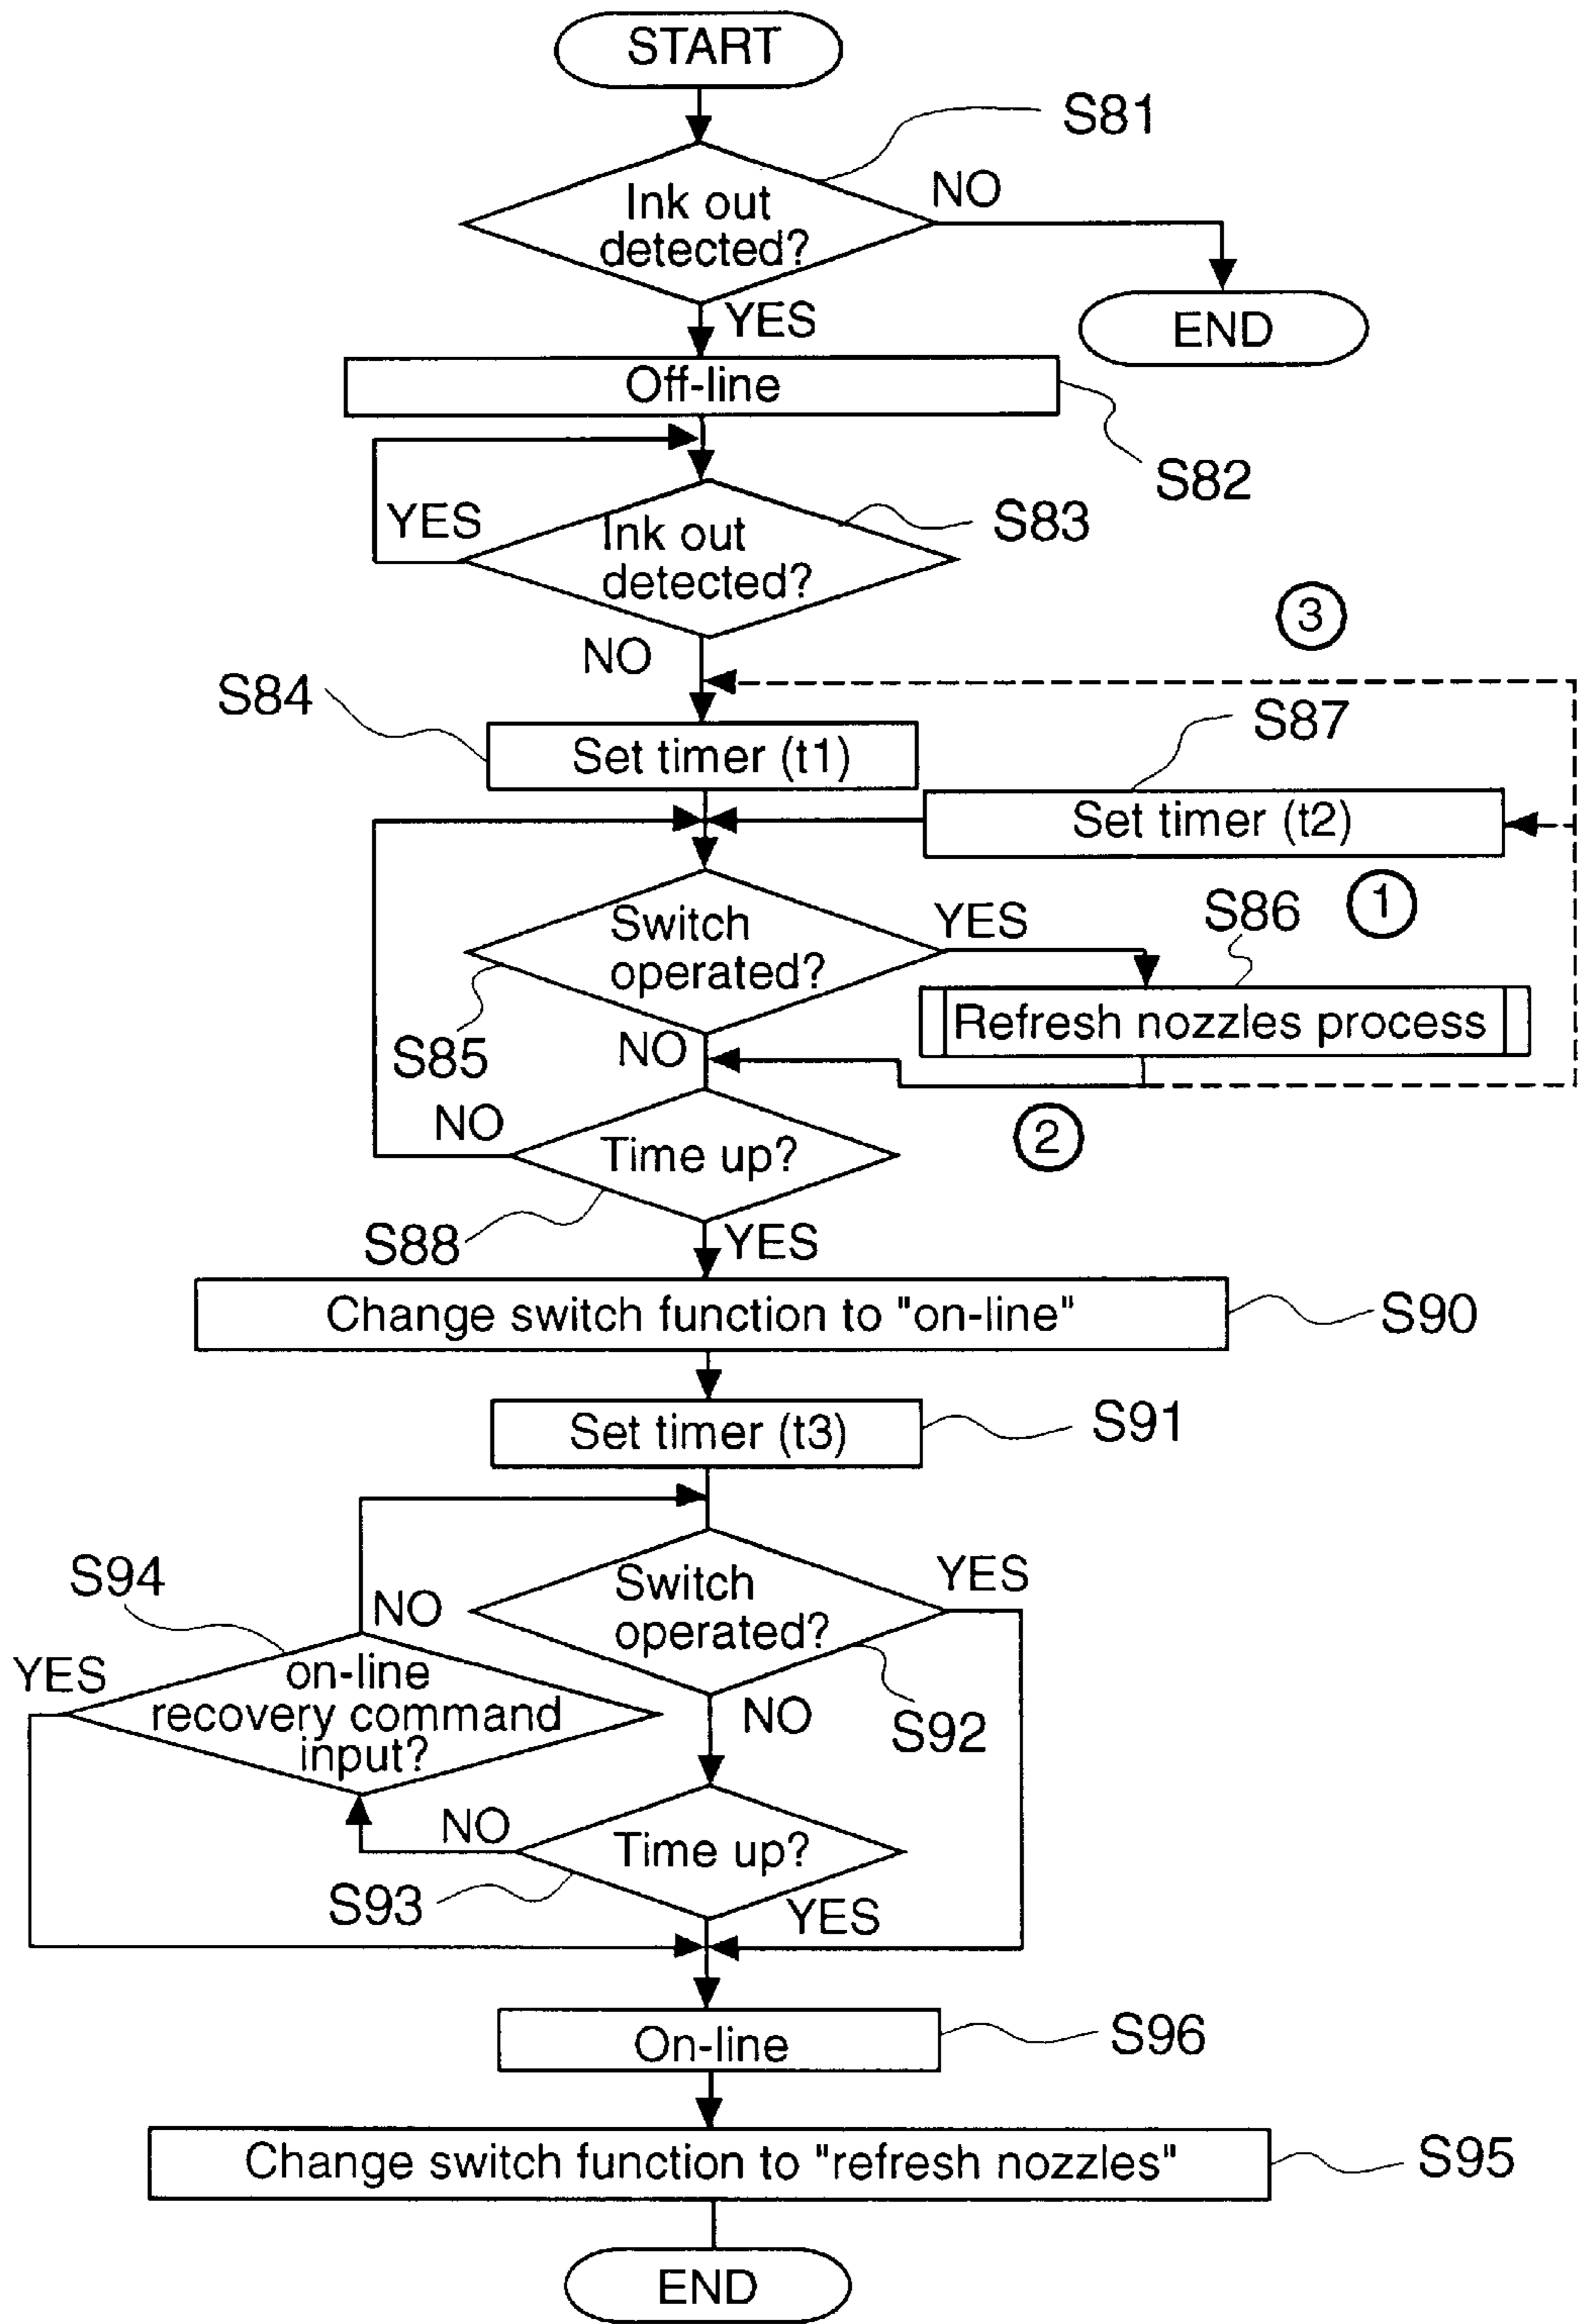 START
S81
Ink out
detected?
NO
YES
END
Off-line
S82
YES
Ink out
detected?
S83
3
NO
S84
S87
Set timer (t1)
Set timer (t2)
1
Switch
operated?
YES
S86
S85
NO
Refresh nozzles process
2
NO
Time up?
S88
YES
Change switch function to "on-line"
S90
Set timer (t3)
S91
S94
NO
Switch
operated?
YES
YES
on-line
recovery command
input?
NO
S92
NO
Time up?
S93
YES
On-line
S96
Change switch function to "refresh nozzles"
S95
END